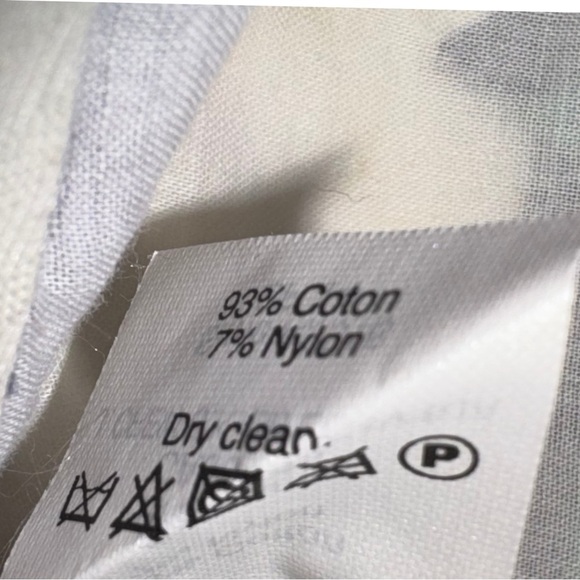 93% Coton
7% Nylon
Dry clean.
P